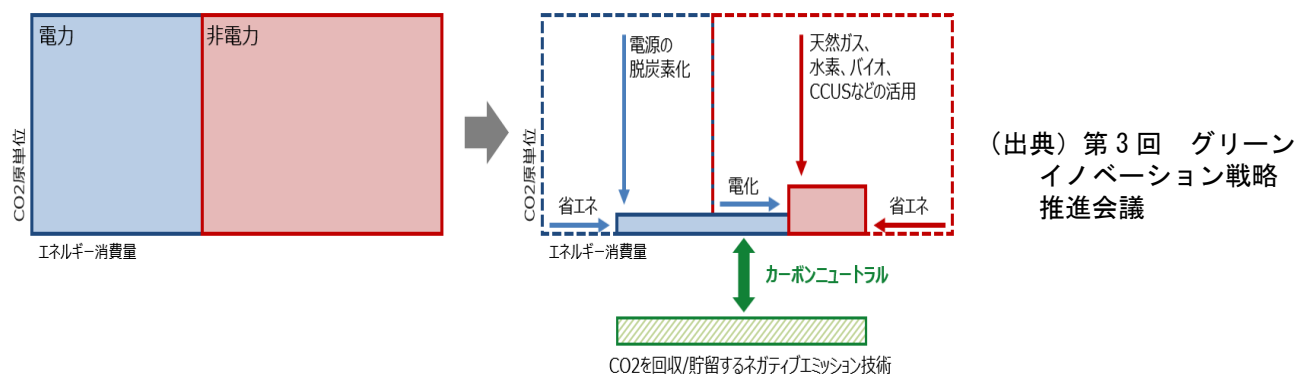 電力
非電力
CO2原単位
エネルギー消費量
電源の
脱炭素化
天然ガス、
水素、バイオ、
CCUSなどの活用
CO2原単位
省エネ
電化
省エネ
エネルギー消費量
カーボンニュートラル
CO2を回収/貯留するネガティブエミッション技術
（出典）第3回　グリーン
イノベーション戦略
推進会議